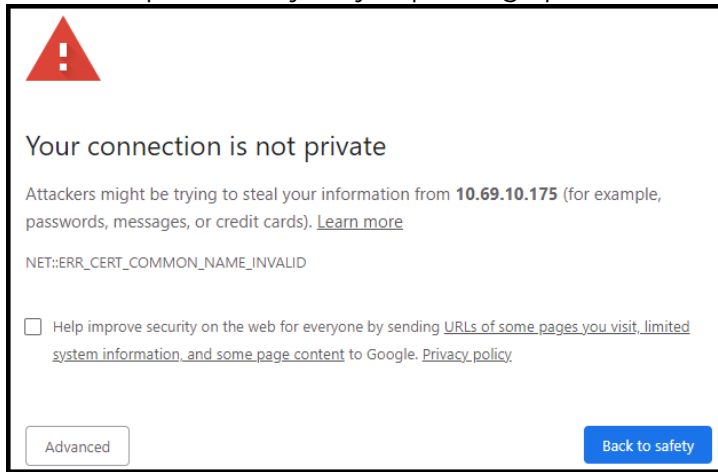 Your connection is not private
Attackers might be trying to steal your information from 10.69.10.175 (for example,
passwords, messages, or credit cards). Learn more
NET::ERR_CERT_COMMON_NAME_INVALID
Help improve security on the web for everyone by sending URLs of some pages you visit, limited
system information, and some page content to Google. Privacy policy
Advanced
Back to safety